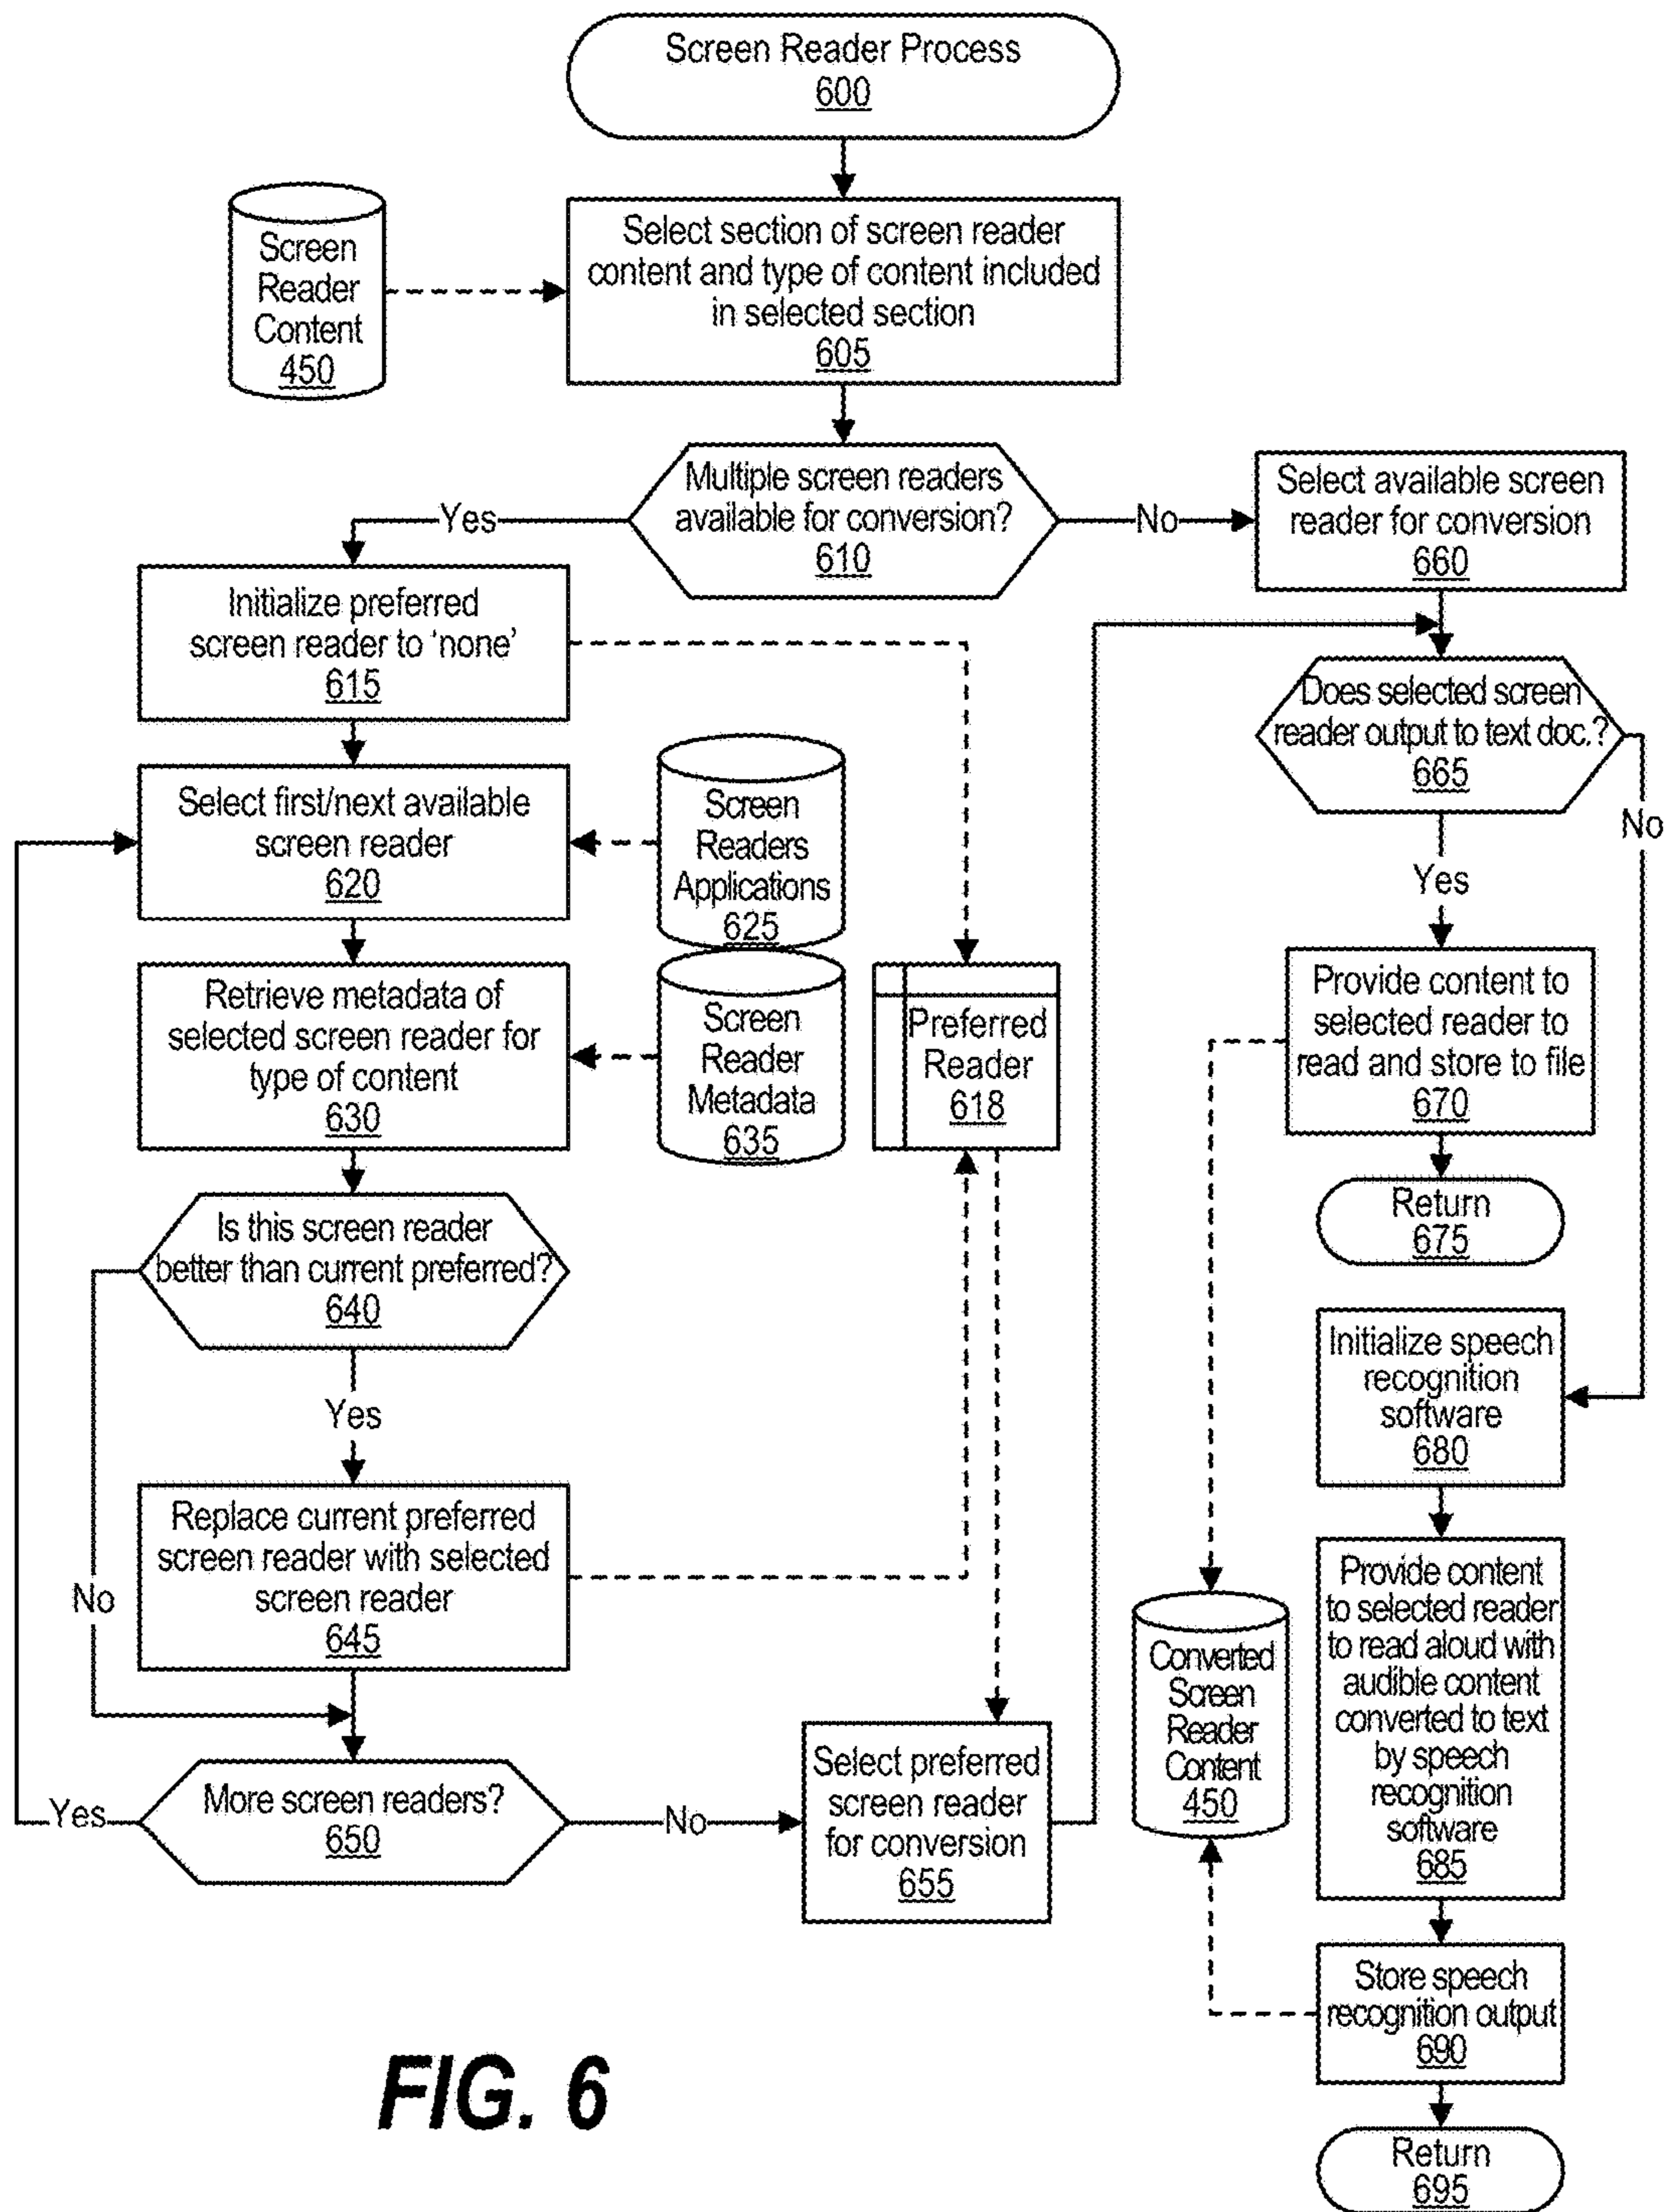 Screen Reader Process
600
Screen
Reader
Content
450
Select section of screen reader
content and type of content included
in selected section
605
Multiple screen readers
available for conversion?
610
Yes
No
Select available screen
reader for conversion
660
Initialize preferred
screen reader to ‘none’
615
Select first/next available
screen reader
620
Screen
Readers
Applications
625
Retrieve metadata of
selected screen reader for
type of content
630
Screen
Reader
Metadata
635
Preferred
Reader
618
Is this screen reader
better than current preferred?
640
Yes
No
Replace current preferred
screen reader with selected
screen reader
645
More screen readers?
650
Yes
No
Select preferred
screen reader
for conversion
655
Does selected screen
reader output to text doc.?
665
No
Yes
Provide content to
selected reader to
read and store to file
670
Return
675
Initialize speech
recognition
software
680
Provide content
to selected reader
to read aloud with
audible content
converted to text
by speech
recognition
software
685
Converted
Screen
Reader
Content
450
Store speech
recognition output
690
Return
695
FIG. 6